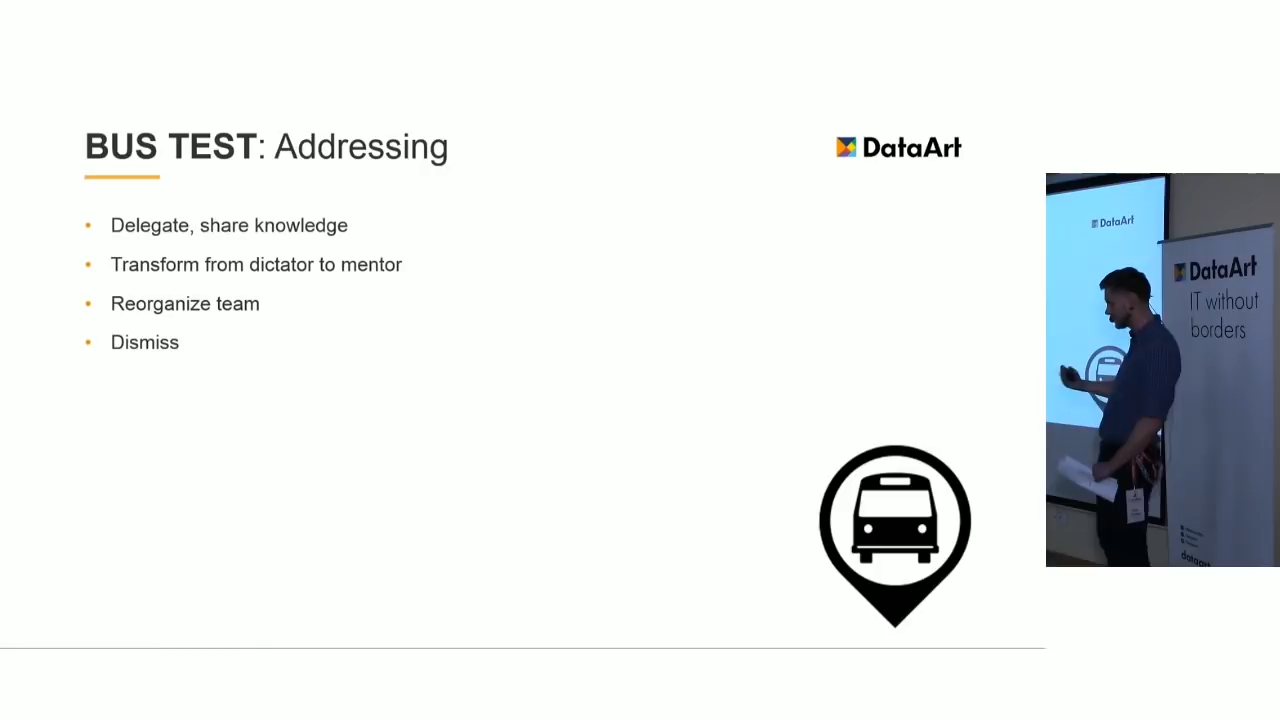 BUS TEST: Addressing
DataArt
• Delegate, share knowledge
• Transform from dictator to mentor
• Reorganize team
• Dismiss
DataArt
DataArt
IT without
borders
dataart